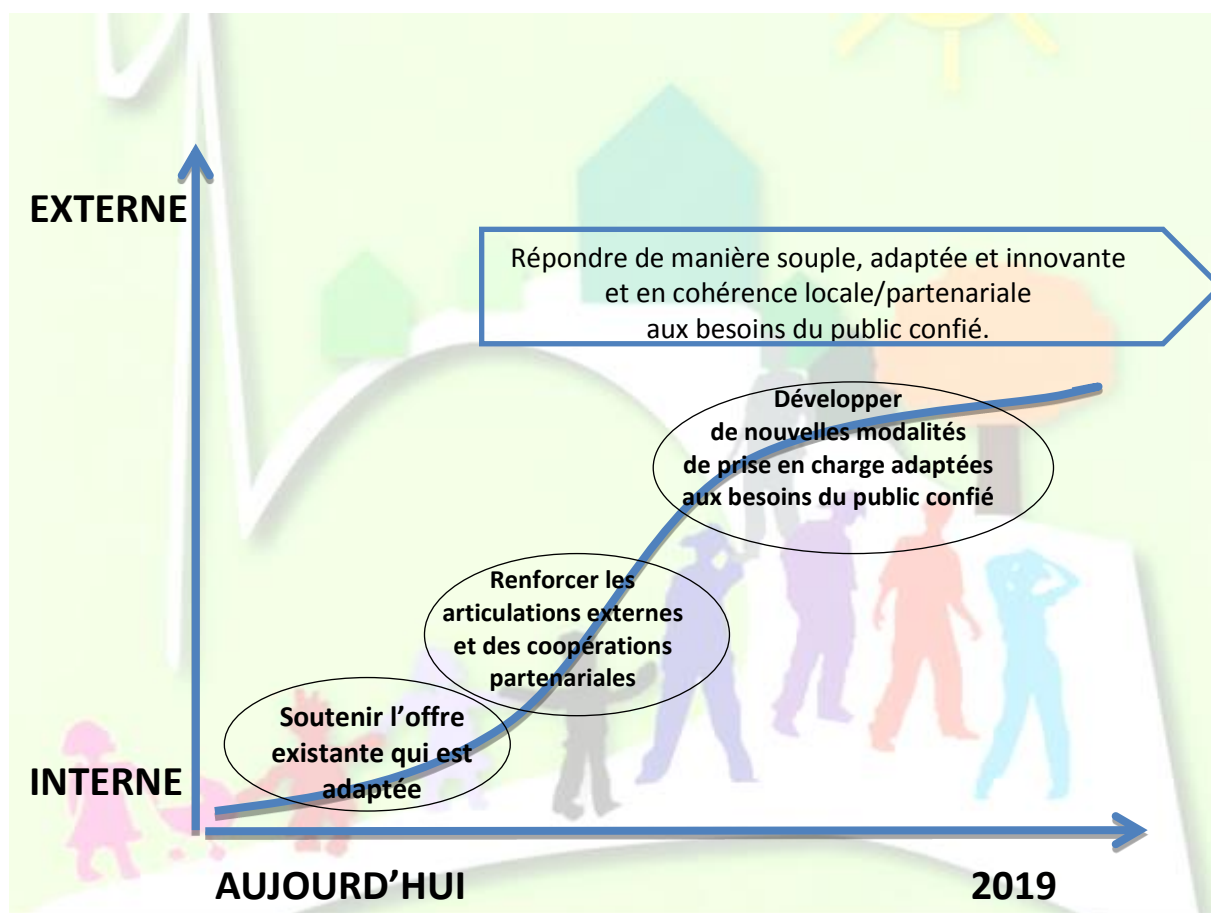 EXTERNE
Répondre de manière souple, adaptée et innovante
et en cohérence locale/partenariale
aux besoins du public confié.
Développer
de nouvelles modalités
de prise en charge adaptées
aux besoins du public confié
Renforcer les
articulations externes
et des coopérations
partenariales
Soutenir l’offre
existante qui est
adaptée
INTERNE
AUJOURD’HUI
2019